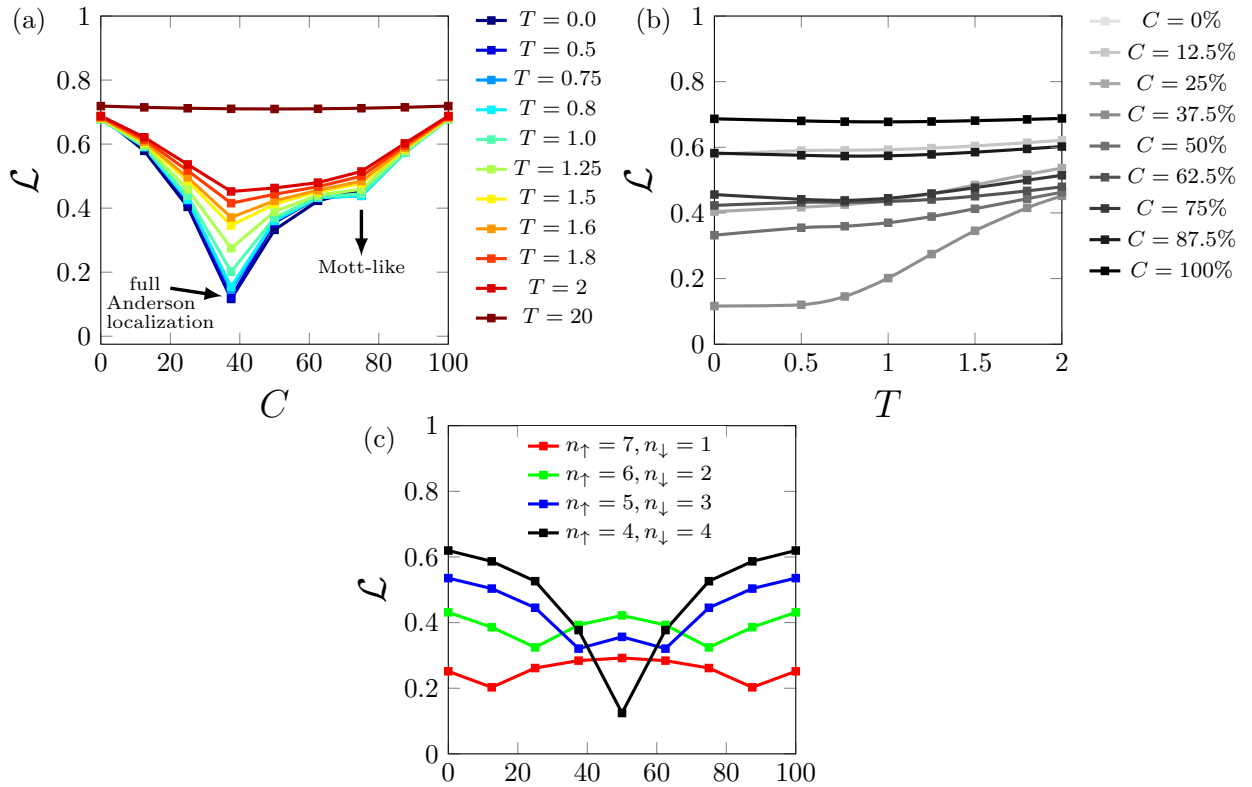 (a)
1
0.8
0.6
0.4
0.2
0
ℒ
0 20 40 60 80 100
C
full
Anderson
localization
Mott-like
T = 0.0
T = 0.5
T = 0.75
T = 0.8
T = 1.0
T = 1.25
T = 1.5
T = 1.6
T = 1.8
T = 2
T = 20
(b)
1
0.8
0.6
0.4
0.2
0
ℒ
0 0.5 1 1.5 2
T
C = 0%
C = 12.5%
C = 25%
C = 37.5%
C = 50%
C = 62.5%
C = 75%
C = 87.5%
C = 100%
(c)
1
0.8
0.6
0.4
0.2
0
ℒ
0 20 40 60 80 100
n↑ = 7, n↓ = 1
n↑ = 6, n↓ = 2
n↑ = 5, n↓ = 3
n↑ = 4, n↓ = 4